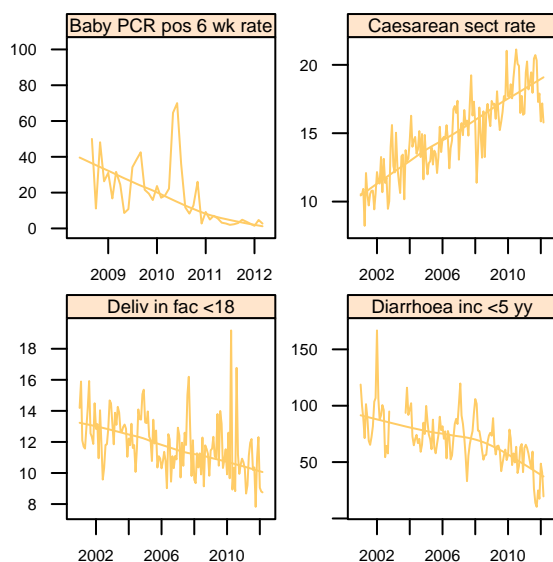 Baby PCR pos 6 wk rate
100
80
60
40
20
0
2009 2010 2011 2012
Caesarean sect rate
20
15
10
2002 2006 2010
Deliv in fac <18
18
16
14
12
10
8
2002 2006 2010
Diarrhoea inc <5 yy
150
100
50
2002 2006 2010